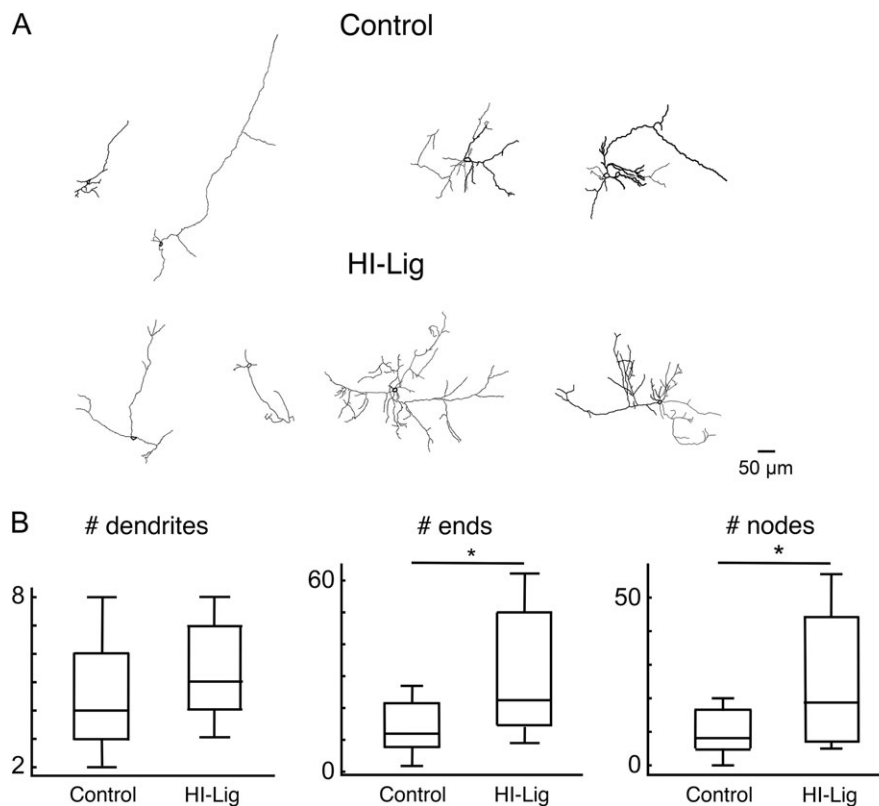 A
Control
HI-Lig
50 µm
B
# dendrites
# ends
# nodes
8
2
Control
HI-Lig
60
0
*
Control
HI-Lig
50
0
*
Control
HI-Lig